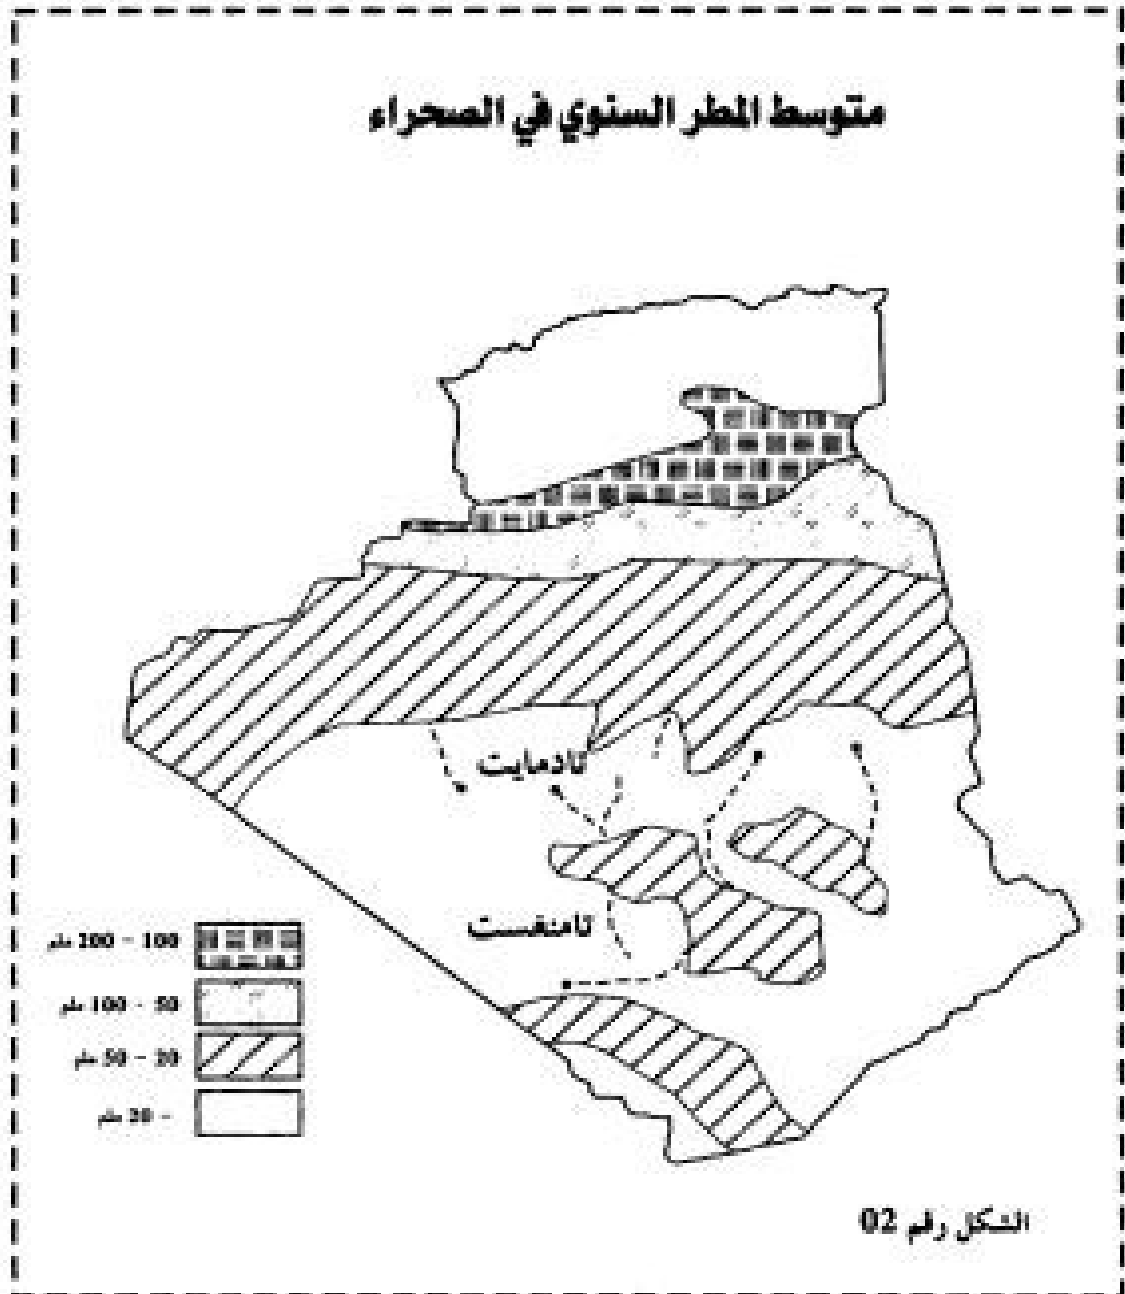 متوسط المطر السنوي في الصحراء
تادمايت
تامنغست
100 - 200 ملم
50 - 100 ملم
20 - 50 ملم
- 20 ملم
الشكل رقم 02